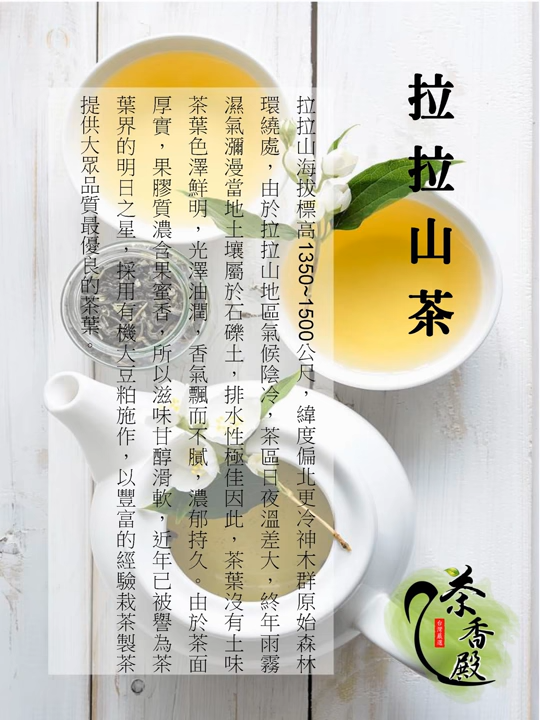 拉拉山茶
拉拉山海拔標高1350~1500公尺，緯度偏北更冷神木群原始森林
環繞處，由於拉拉山地區氣候陰冷，茶區日夜溫差大，終年雨霧
濕氣瀰漫當地土壤屬於石礫土，排水性極佳因此，茶葉沒有土味
茶葉色澤鮮明，光澤油潤，香氣飄而不膩，濃郁持久。由於茶面
厚實，果膠質濃含果蜜香，所以滋味甘醇滑軟，近年已被譽為茶
葉界的明日之星，採用有機大豆粕施作，以豐富的經驗栽茶製茶
提供大眾品質最優良的茶葉。
茶香殿
台灣嚴選